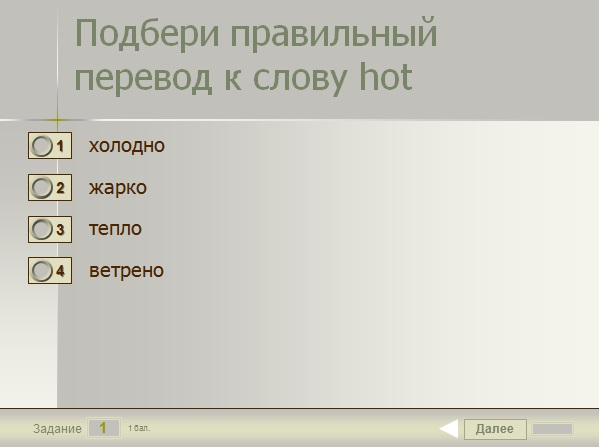 Подбери правильный
перевод к слову hot
1 холодно
2 жарко
3 тепло
4 ветрено
Задание 1 1 бал. Далее